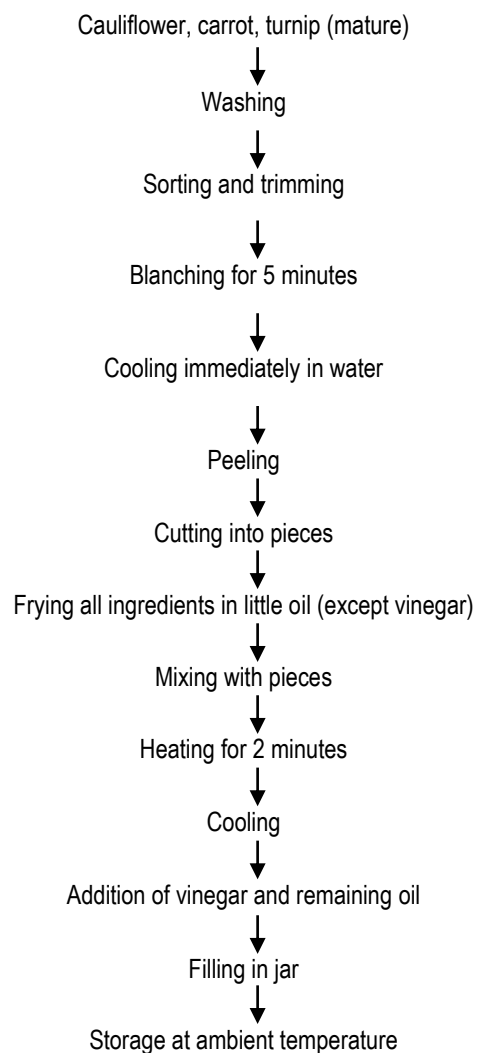 Cauliflower, carrot, turnip (mature)
Washing
Sorting and trimming
Blanching for 5 minutes
Cooling immediately in water
Peeling
Cutting into pieces
Frying all ingredients in little oil (except vinegar)
Mixing with pieces
Heating for 2 minutes
Cooling
Addition of vinegar and remaining oil
Filling in jar
Storage at ambient temperature